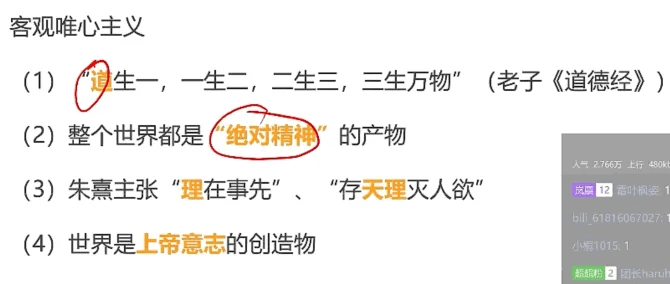 客观唯心主义
（1）“道生一，一生二，二生三，三生万物”（老子《道德经》）
（2）整个世界都是“绝对精神”的产物
（3）朱熹主张“理在事先”、“存天理灭人欲”
（4）世界是上帝意志的创造物
人气 2.766万 上行 480kb
岚赢 12 霜叶枫姿: 1
bili_61816067027: 1
小相1015: 1
超超粉 2 团长haruh